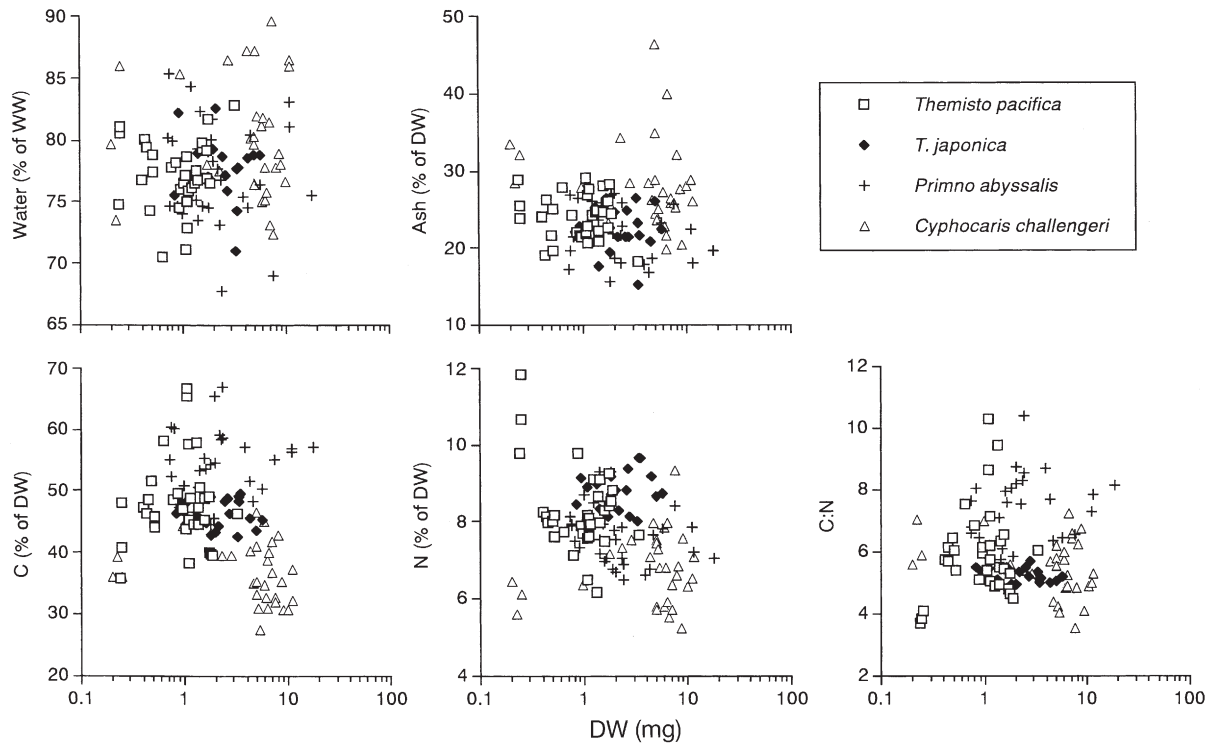 90
85
80
75
70
65
Water (% of WW)
50
40
30
20
10
Ash (% of DW)
Themisto pacifica
T. japonica
Primno abyssalis
Cyphocaris challengeri
70
60
50
40
30
20
C (% of DW)
0.1 1 10 100
12
10
8
6
4
N (% of DW)
0.1 1 10 100
DW (mg)
12
10
8
6
4
2
C:N
0.1 1 10 100